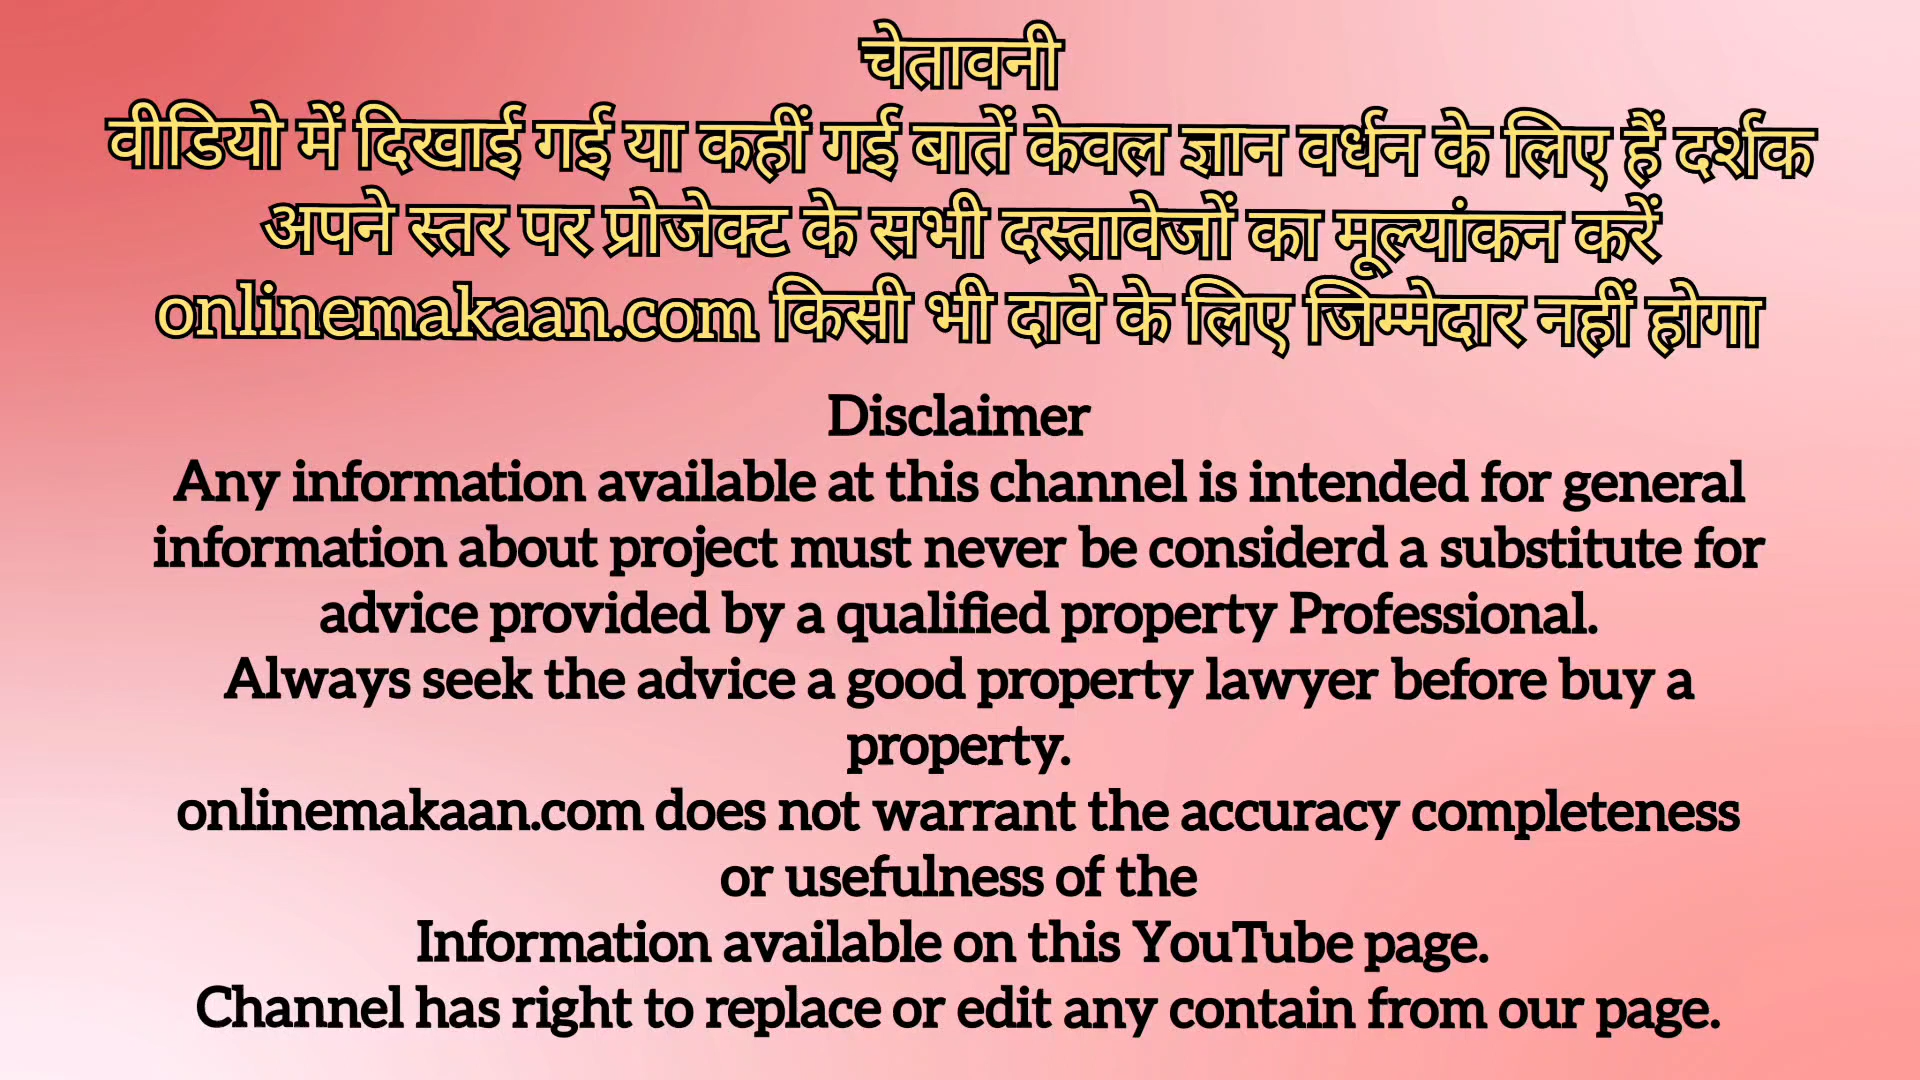 चेतावनी
वीडियो में दिखाई गई या कहीं गई बातें केवल ज्ञान वर्धन के लिए हैं दर्शक
अपने स्तर पर प्रोजेक्ट के सभी दस्तावेजों का मूल्यांकन करें
onlinemakaan.com किसी भी दावे के लिए जिम्मेदार नहीं होगा
Disclaimer
Any information available at this channel is intended for general
information about project must never be considerd a substitute for
advice provided by a qualified property Professional.
Always seek the advice a good property lawyer before buy a
property.
onlinemakaan.com does not warrant the accuracy completeness
or usefulness of the
Information available on this YouTube page.
Channel has right to replace or edit any contain from our page.